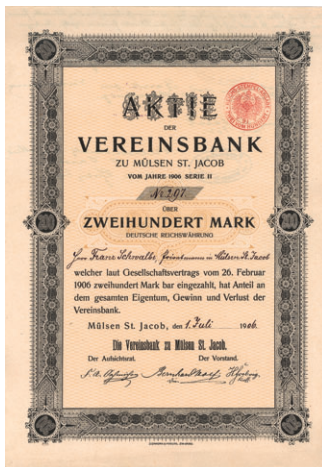 AKTIE
DER
VEREINSBANK
ZU MÜLSEN ST. JACOB
VOM JAHRE 1906 SERIE II
No 297
ÜBER
ZWEIHUNDERT MARK
DEUTSCHE REICHSWÄHRUNG
Herr Franz Schwalbe, in Mülsen St. Jacob
welcher laut Gesellschaftsvertrags vom 26. Februar
1906 zweihundert Mark bar eingezahlt, hat Anteil an
dem gesamten Eigentum, Gewinn und Verlust der
Vereinsbank.
Mülsen St. Jacob, den 1. Juli 1906.
Die Vereinsbank zu Mülsen St. Jacob.
Der Aufsichtsrat. Der Vorstand.